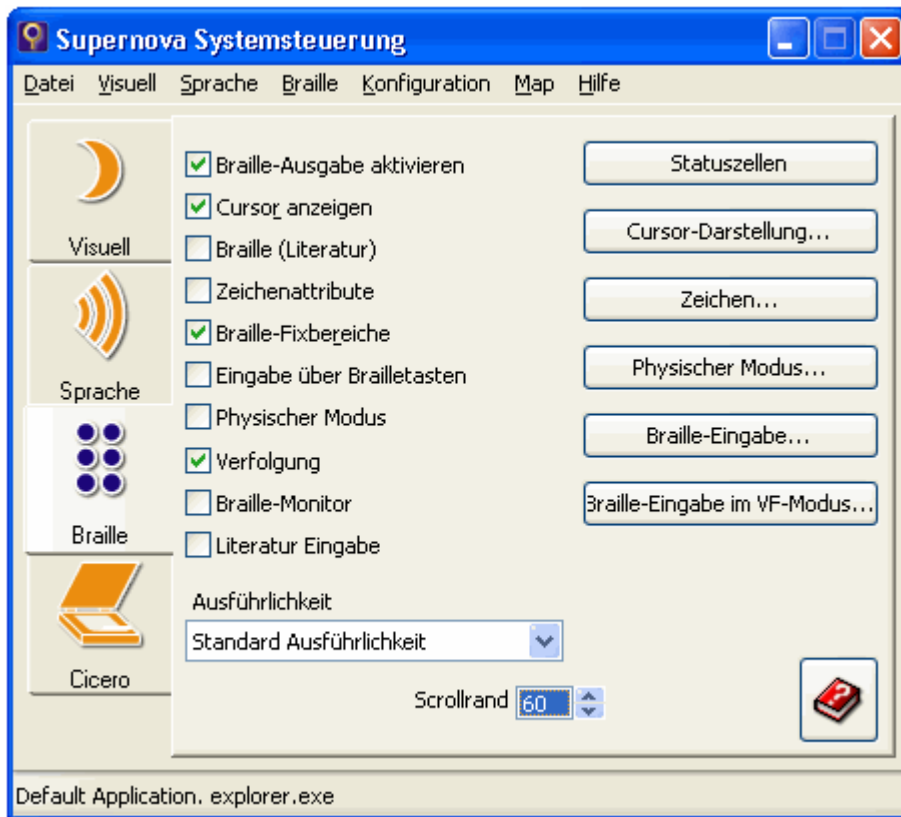 Supernova Systemsteuerung
Datei Visuell Sprache Braille Konfiguration Map Hilfe
Visuell
Sprache
Braille
Cicero
Braille-Ausgabe aktivieren
Cursor anzeigen
Braille (Literatur)
Zeichenattribute
Braille-Fixbereiche
Eingabe über Brailletasten
Physischer Modus
Verfolgung
Braille-Monitor
Literatur Eingabe
Ausführlichkeit
Standard Ausführlichkeit
Scrollrand 60
Statuszellen
Cursor-Darstellung...
Zeichen...
Physischer Modus...
Braille-Eingabe...
Braille-Eingabe im VF-Modus...
?
Default Application. explorer.exe